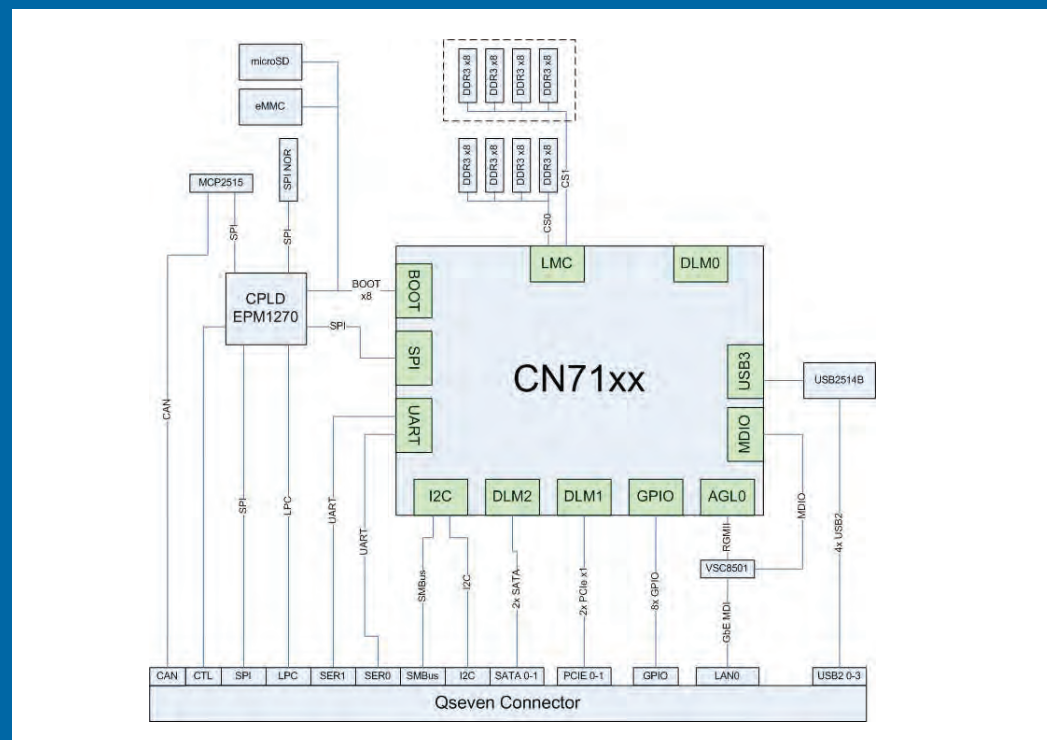 microSD
eMMC
DDR3 x8
DDR3 x8
DDR3 x8
DDR3 x8
DDR3 x8
DDR3 x8
DDR3 x8
DDR3 x8
CS1
CS0
SPI NOR
MCP2515
SPI
SPI
CPLD
EPM1270
BOOT
x8
SPI
LMC
DLM0
BOOT
SPI
UART
CN71xx
USB3
MDIO
USB2514B
I2C
DLM2
DLM1
GPIO
AGL0
CAN
SPI
LPC
UART
UART
SMBus
I2C
2x SATA
2x PCIe x1
8x GPIO
RGMII
MDIO
VSC8501
GbE MDI
4x USB2
CAN
CTL
SPI
LPC
SER1
SER0
SMBus
I2C
SATA 0-1
PCIE 0-1
GPIO
LAN0
USB2 0-3
Qseven Connector